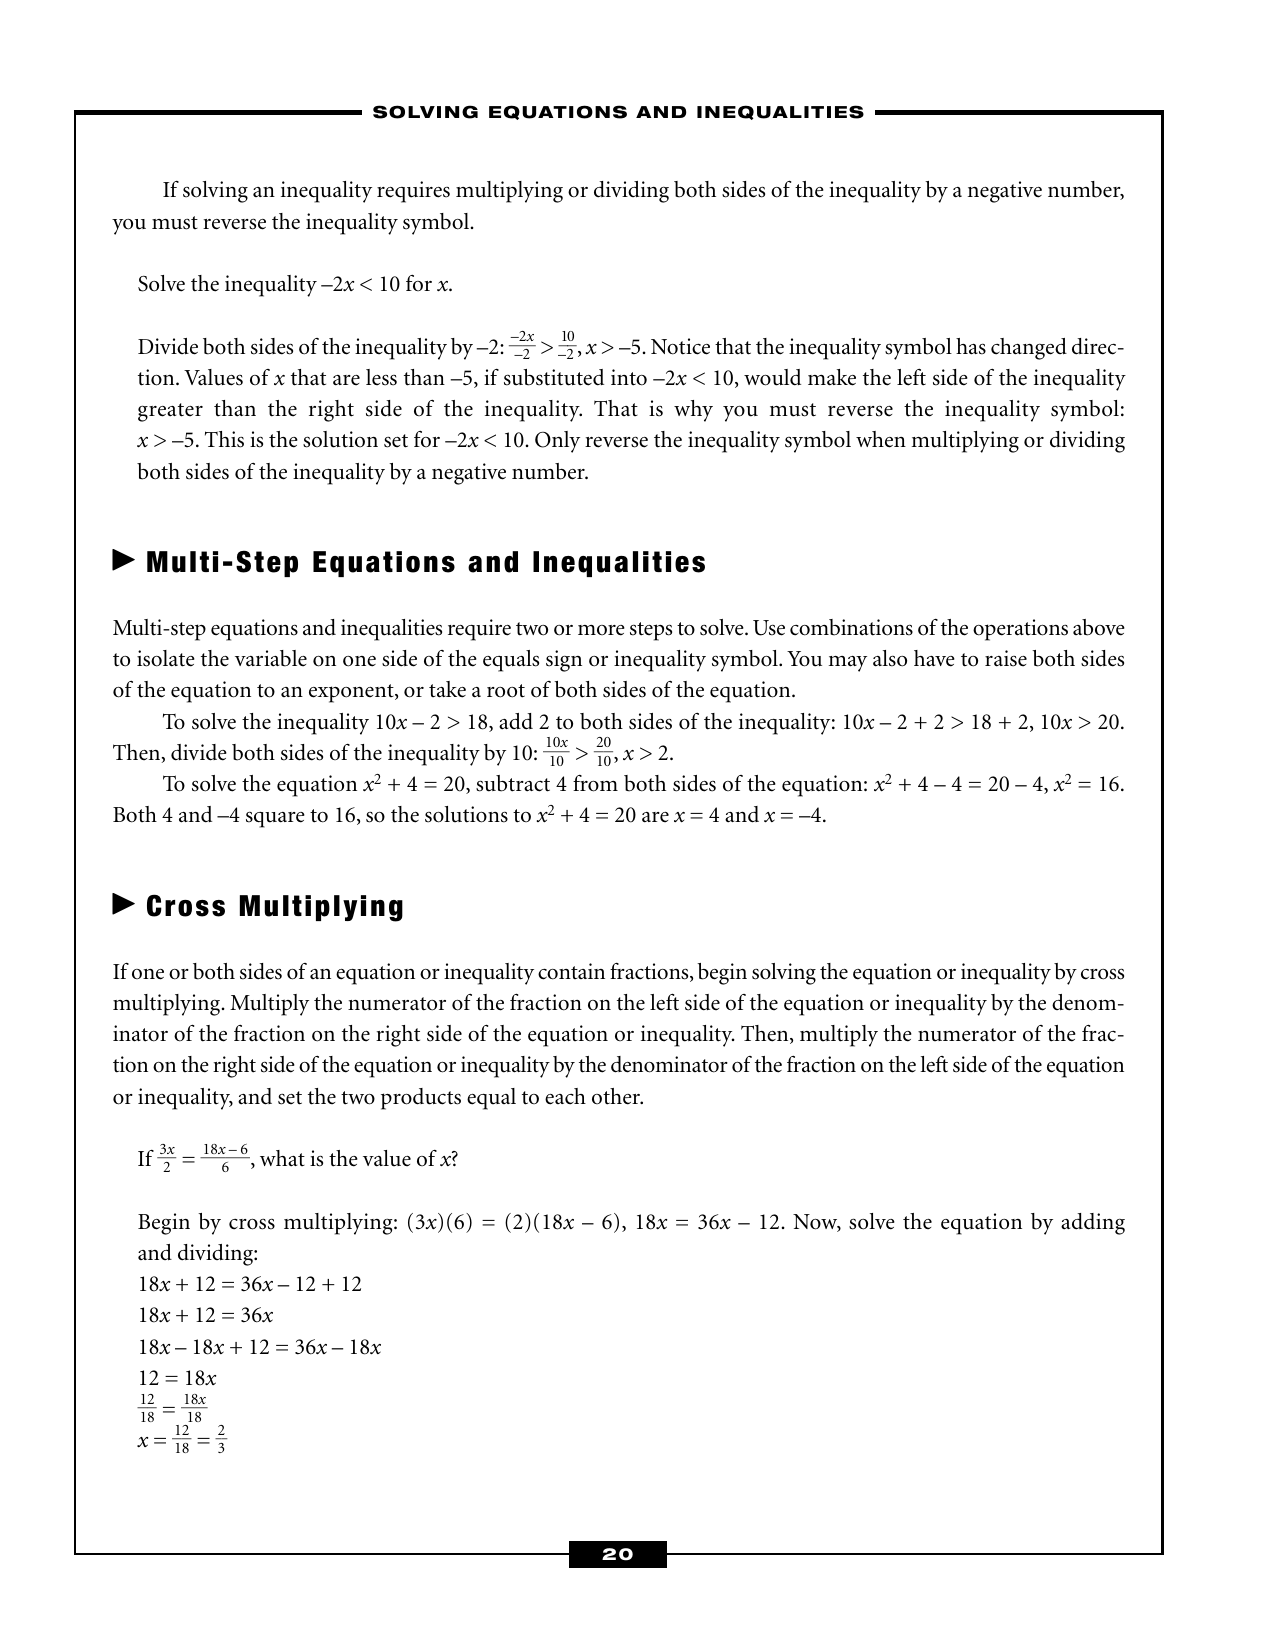 SOLVING EQUATIONS AND INEQUALITIES
If solving an inequality requires multiplying or dividing both sides of the inequality by a negative number,
you must reverse the inequality symbol.
Solve the inequality –2x < 10 for x.
Divide both sides of the inequality by –2: –2x/–2 > 10/–2, x > –5. Notice that the inequality symbol has changed direc-
tion. Values of x that are less than –5, if substituted into –2x < 10, would make the left side of the inequality
greater than the right side of the inequality. That is why you must reverse the inequality symbol:
x > –5. This is the solution set for –2x < 10. Only reverse the inequality symbol when multiplying or dividing
both sides of the inequality by a negative number.
▶ Multi-Step Equations and Inequalities
Multi-step equations and inequalities require two or more steps to solve. Use combinations of the operations above
to isolate the variable on one side of the equals sign or inequality symbol. You may also have to raise both sides
of the equation to an exponent, or take a root of both sides of the equation.
To solve the inequality 10x – 2 > 18, add 2 to both sides of the inequality: 10x – 2 + 2 > 18 + 2, 10x > 20.
Then, divide both sides of the inequality by 10: 10x/10 > 20/10, x > 2.
To solve the equation x² + 4 = 20, subtract 4 from both sides of the equation: x² + 4 – 4 = 20 – 4, x² = 16.
Both 4 and –4 square to 16, so the solutions to x² + 4 = 20 are x = 4 and x = –4.
▶ Cross Multiplying
If one or both sides of an equation or inequality contain fractions, begin solving the equation or inequality by cross
multiplying. Multiply the numerator of the fraction on the left side of the equation or inequality by the denom-
inator of the fraction on the right side of the equation or inequality. Then, multiply the numerator of the frac-
tion on the right side of the equation or inequality by the denominator of the fraction on the left side of the equation
or inequality, and set the two products equal to each other.
If 3x/2 = 18x – 6/6, what is the value of x?
Begin by cross multiplying: (3x)(6) = (2)(18x – 6), 18x = 36x – 12. Now, solve the equation by adding
and dividing:
18x + 12 = 36x – 12 + 12
18x + 12 = 36x
18x – 18x + 12 = 36x – 18x
12 = 18x
12/18 = 18x/18
x = 12/18 = 2/3
20